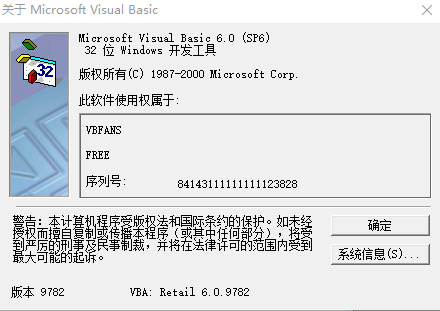 关于 Microsoft Visual Basic
Microsoft Visual Basic 6.0 (SP6)
32 位 Windows 开发工具
版权所有(C) 1987-2000 Microsoft Corp.
此软件使用权属于:
VBFANS
FREE
序列号: 84143111111111123828
警告: 本计算机程序受版权法和国际条约的保护。如未经
授权而擅自复制或传播本程序（或其中任何部分），将受
到严厉的刑事及民事制裁，并将在法律许可的范围内受到
最大可能的起诉。
确定
系统信息(S)...
版本 9782 VBA: Retail 6.0.9782
32